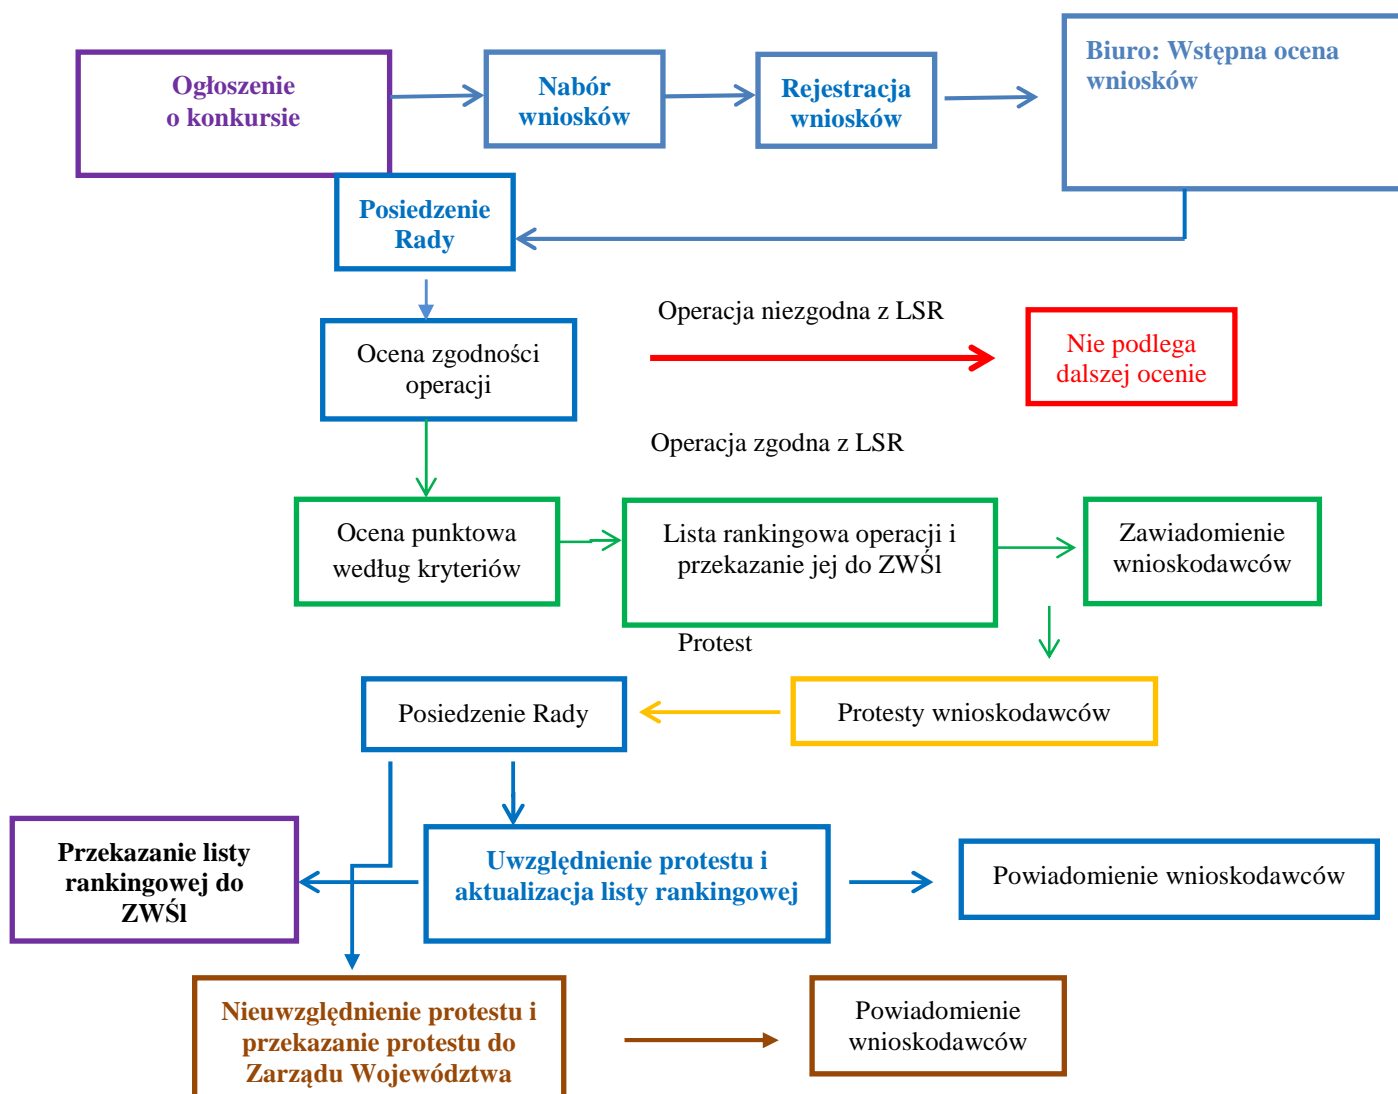 Ogłoszenie
o konkursie
Nabór
wniosków
Rejestracja
wniosków
Biuro: Wstępna ocena
wniosków
Posiedzenie
Rady
Operacja niezgodna z LSR
Ocena zgodności
operacji
Nie podlega
dalszej ocenie
Operacja zgodna z LSR
Ocena punktowa
według kryteriów
Lista rankingowa operacji i
przekazanie jej do ZWŚl
Zawiadomienie
wnioskodawców
Protest
Posiedzenie Rady
Protesty wnioskodawców
Przekazanie listy
rankingowej do
ZWŚl
Uwzględnienie protestu i
aktualizacja listy rankingowej
Powiadomienie wnioskodawców
Nieuwzględnienie protestu i
przekazanie protestu do
Zarządu Województwa
Powiadomienie
wnioskodawców